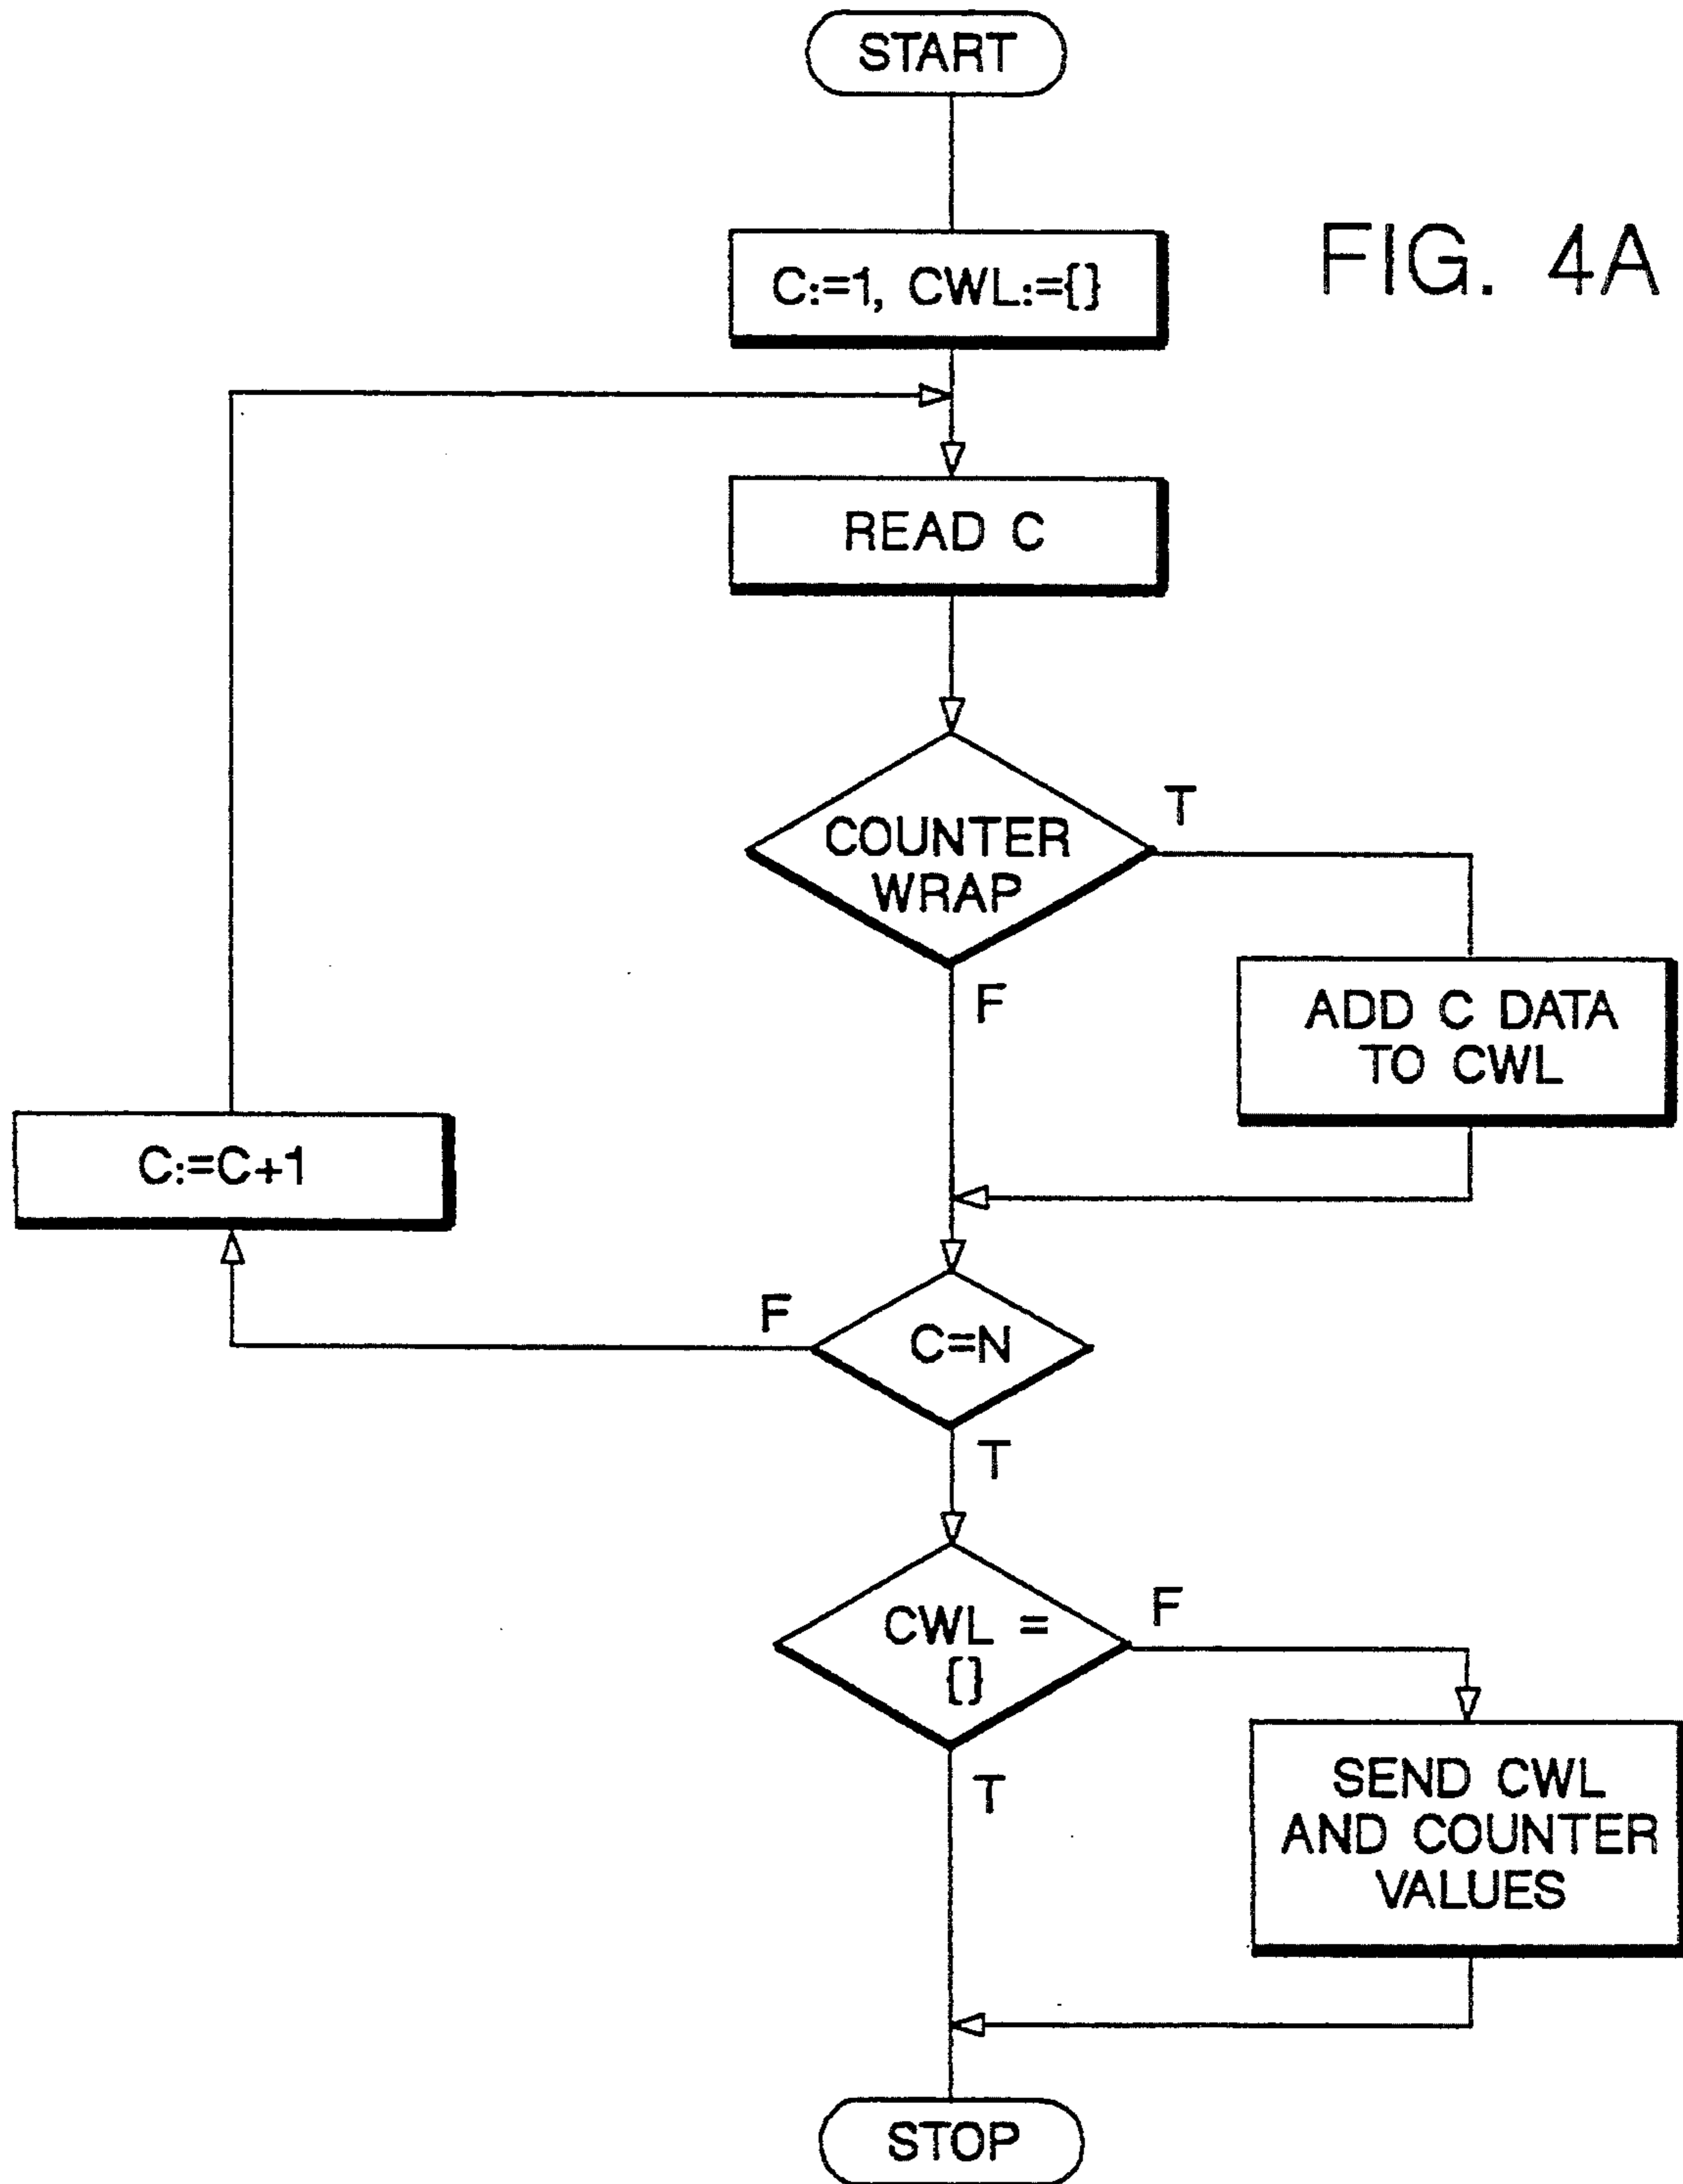 START
FIG. 4A
C:=1, CWL:={}
READ C
COUNTER
WRAP
T
F
ADD C DATA
TO CWL
C:=C+1
F
C=N
T
CWL =
{}
F
T
SEND CWL
AND COUNTER
VALUES
STOP